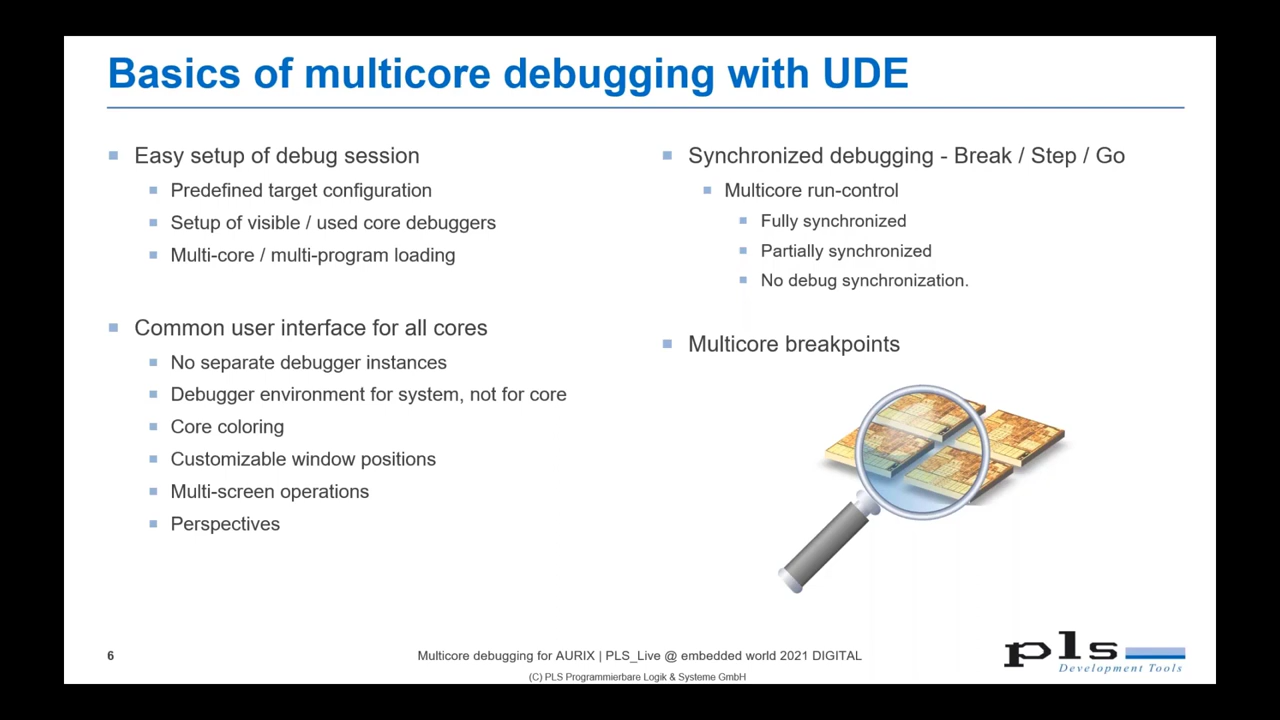 Basics of multicore debugging with UDE
Easy setup of debug session
Predefined target configuration
Setup of visible / used core debuggers
Multi-core / multi-program loading
Common user interface for all cores
No separate debugger instances
Debugger environment for system, not for core
Core coloring
Customizable window positions
Multi-screen operations
Perspectives
Synchronized debugging - Break / Step / Go
Multicore run-control
Fully synchronized
Partially synchronized
No debug synchronization.
Multicore breakpoints
6
Multicore debugging for AURIX | PLS_Live @ embedded world 2021 DIGITAL
(C) PLS Programmierbare Logik & Systeme GmbH
pls
Development Tools